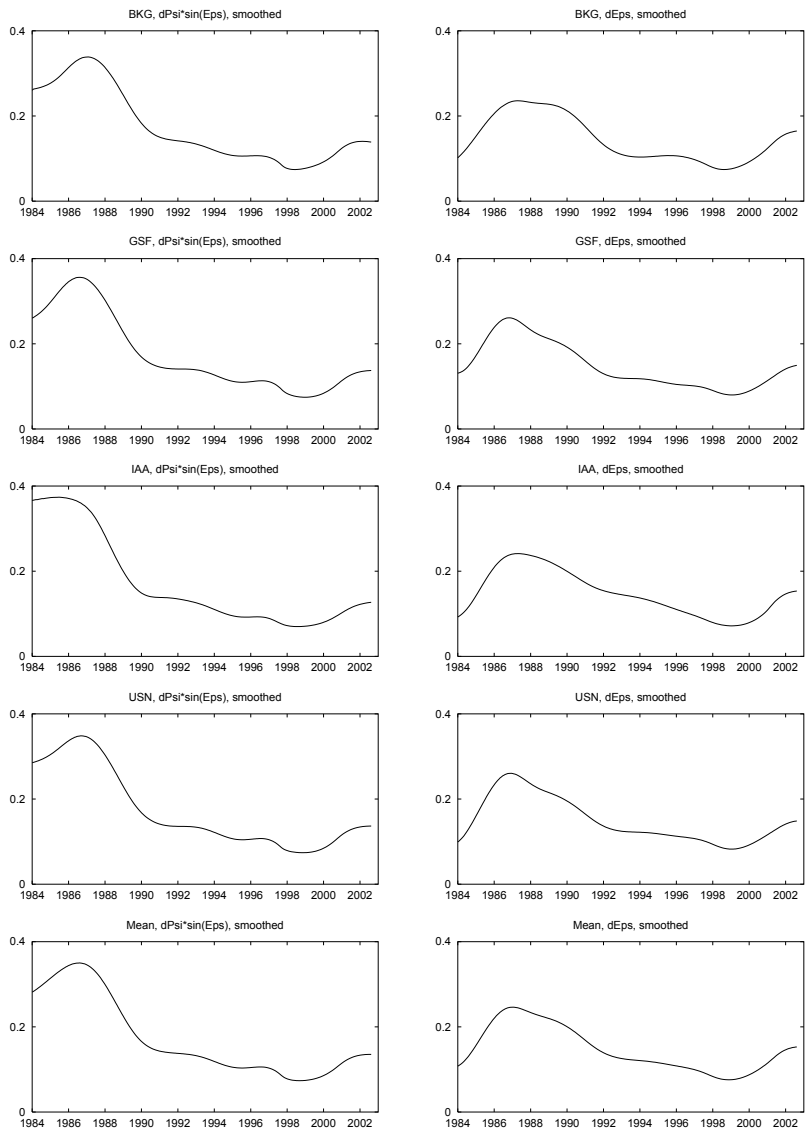 BKG, dPsi*sin(Eps), smoothed
0.4
0.2
0
1984 1986 1988 1990 1992 1994 1996 1998 2000 2002
BKG, dEps, smoothed
0.4
0.2
0
1984 1986 1988 1990 1992 1994 1996 1998 2000 2002
GSF, dPsi*sin(Eps), smoothed
0.4
0.2
0
1984 1986 1988 1990 1992 1994 1996 1998 2000 2002
GSF, dEps, smoothed
0.4
0.2
0
1984 1986 1988 1990 1992 1994 1996 1998 2000 2002
IAA, dPsi*sin(Eps), smoothed
0.4
0.2
0
1984 1986 1988 1990 1992 1994 1996 1998 2000 2002
IAA, dEps, smoothed
0.4
0.2
0
1984 1986 1988 1990 1992 1994 1996 1998 2000 2002
USN, dPsi*sin(Eps), smoothed
0.4
0.2
0
1984 1986 1988 1990 1992 1994 1996 1998 2000 2002
USN, dEps, smoothed
0.4
0.2
0
1984 1986 1988 1990 1992 1994 1996 1998 2000 2002
Mean, dPsi*sin(Eps), smoothed
0.4
0.2
0
1984 1986 1988 1990 1992 1994 1996 1998 2000 2002
Mean, dEps, smoothed
0.4
0.2
0
1984 1986 1988 1990 1992 1994 1996 1998 2000 2002